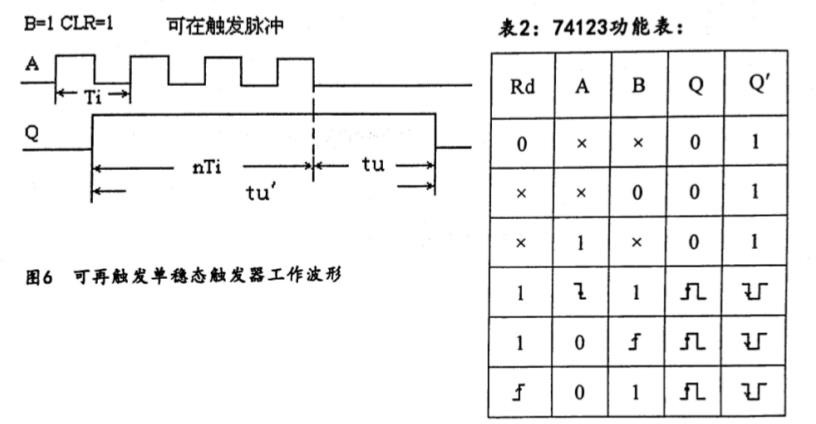 B=1 CLR=1 可在触发脉冲
A
Ti
Q
nTi
tu
tu′
图6 可再触发单稳态触发器工作波形
表2: 74123功能表:
Rd A B Q Q′
0 × × 0 1
× × 0 0 1
× 1 × 0 1
1 1
1 0
0 1